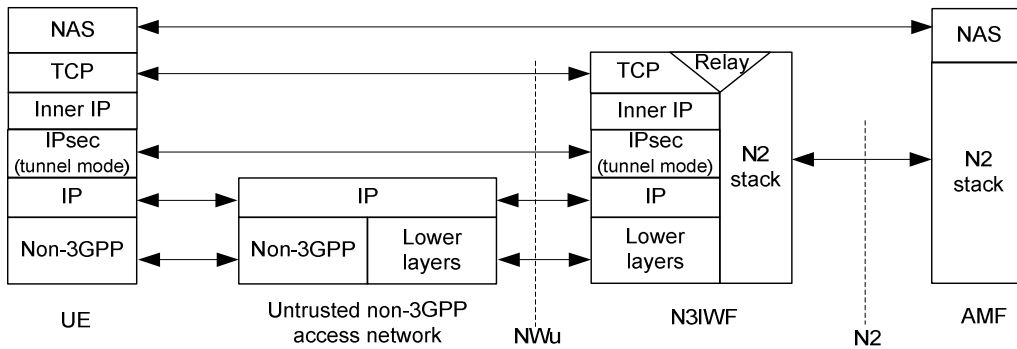 NAS
NAS
TCP
TCP
Relay
Inner IP
Inner IP
IPsec
(tunnel mode)
IPsec
(tunnel mode)
N2
stack
N2
stack
IP
IP
IP
Non-3GPP
Non-3GPP
Lower
layers
Lower
layers
UE
Untrusted non-3GPP
access network
NWu
N3IWF
N2
AMF